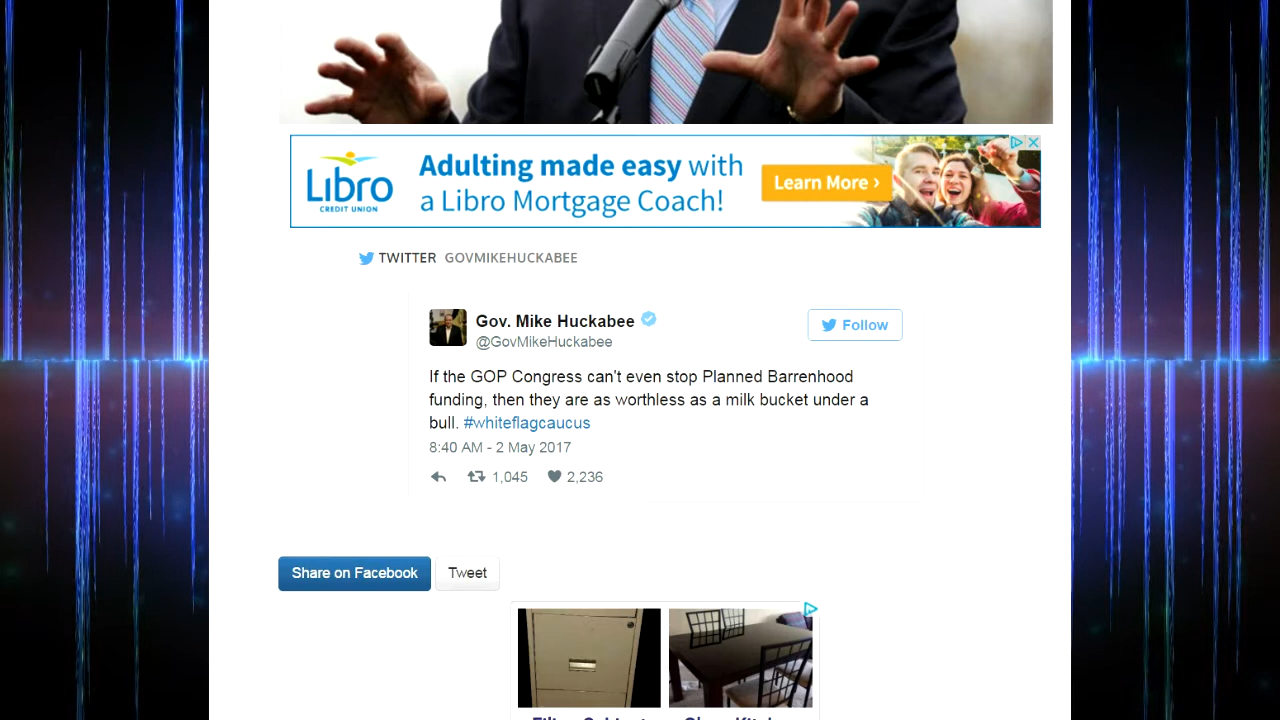 Libro
CREDIT UNION
Adulting made easy with
a Libro Mortgage Coach!
Learn More ›
TWITTER GOVMIKEHUCKABEE
Gov. Mike Huckabee
@GovMikeHuckabee
Follow
If the GOP Congress can't even stop Planned Barrenhood
funding, then they are as worthless as a milk bucket under a
bull. #whiteflagcaucus
8:40 AM - 2 May 2017
1,045 2,236
Share on Facebook Tweet